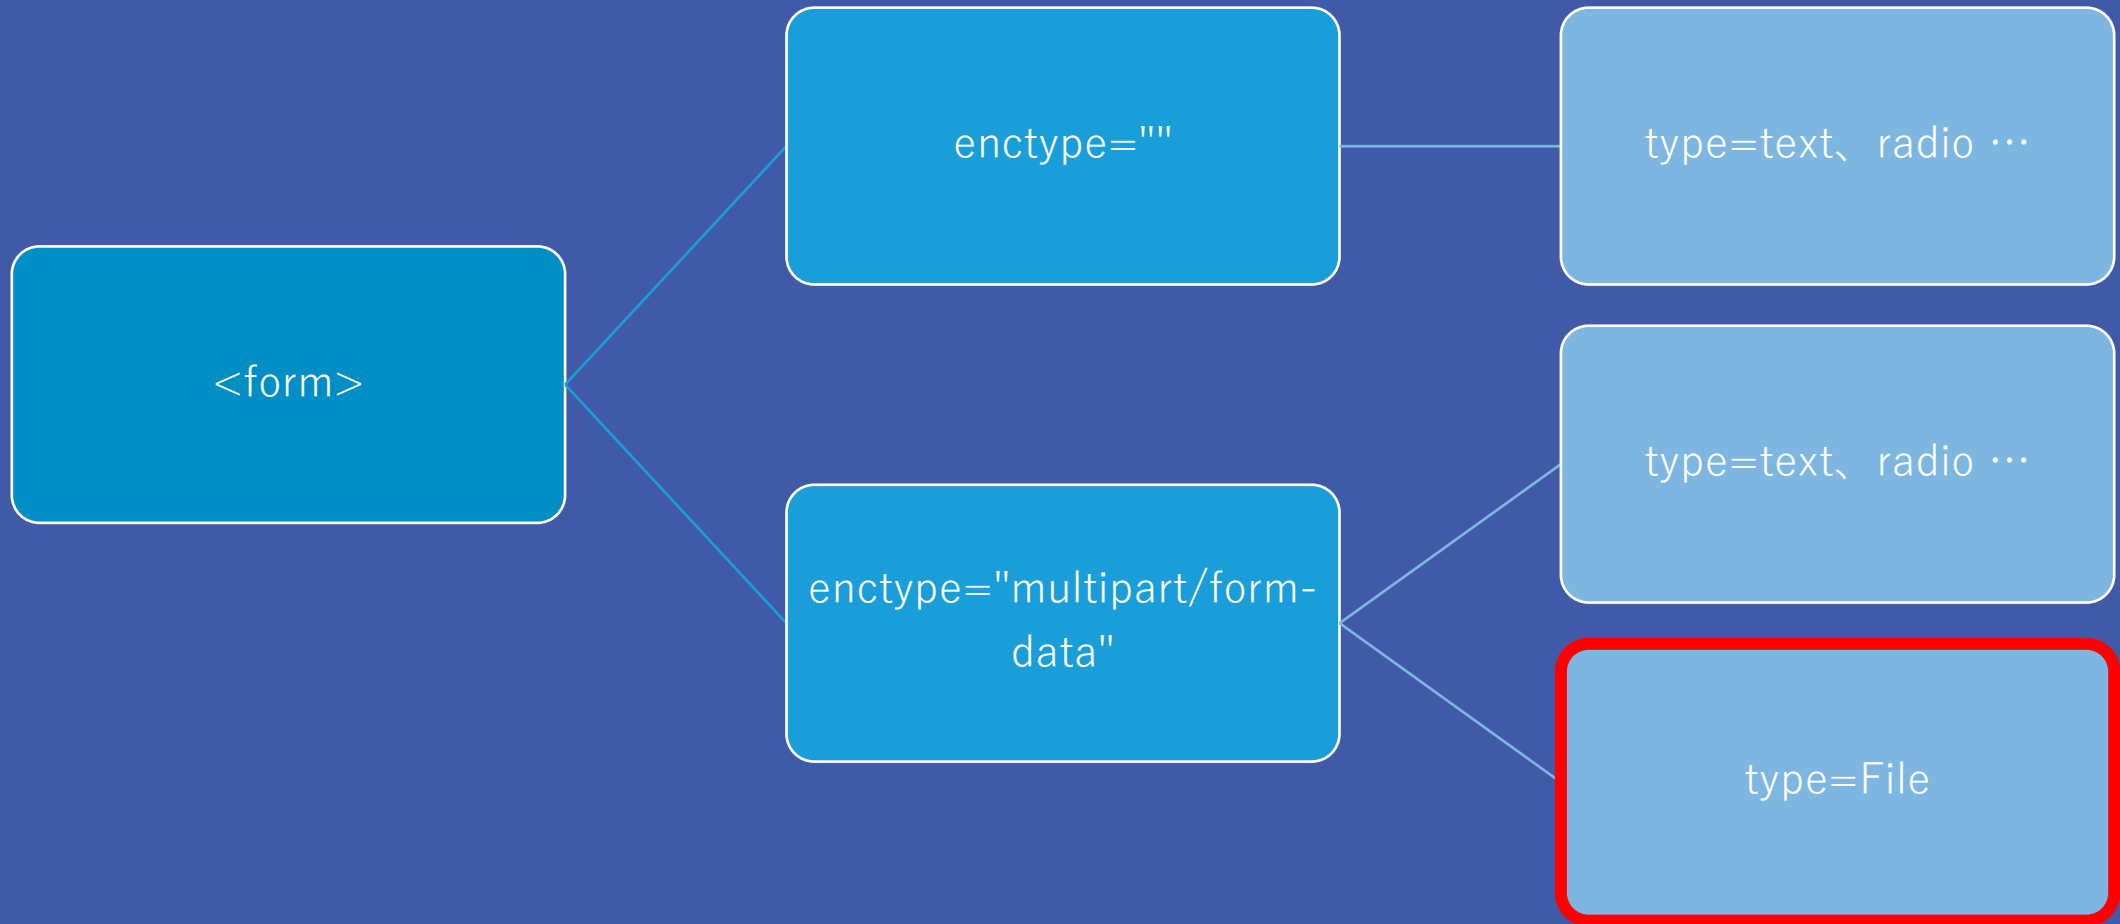 <form>
enctype=""
type=text、radio …
enctype="multipart/form-
data"
type=text、radio …
type=File